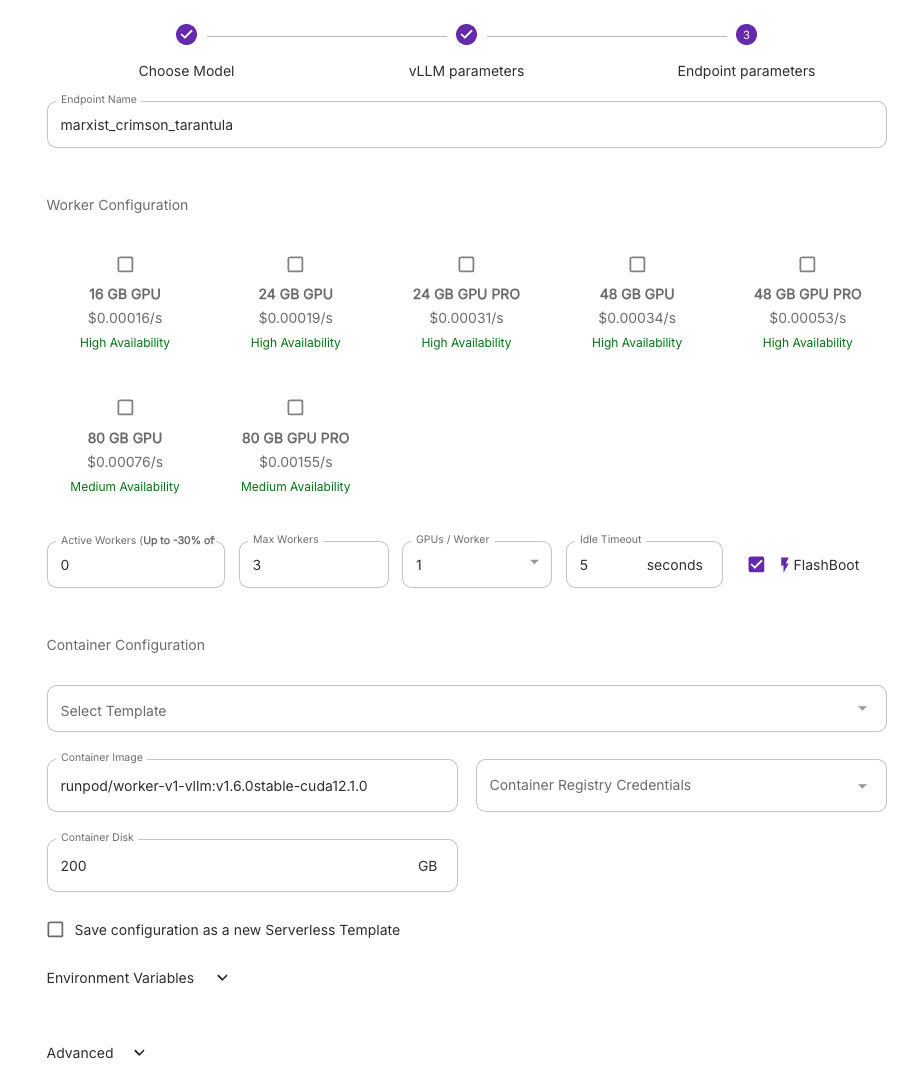 3
Choose Model
vLLM parameters
Endpoint parameters
Endpoint Name
marxist_crimson_tarantula
Worker Configuration
16 GB GPU
$0.00016/s
High Availability
24 GB GPU
$0.00019/s
High Availability
24 GB GPU PRO
$0.00031/s
High Availability
48 GB GPU
$0.00034/s
High Availability
48 GB GPU PRO
$0.00053/s
High Availability
80 GB GPU
$0.00076/s
Medium Availability
80 GB GPU PRO
$0.00155/s
Medium Availability
Active Workers (Up to -30% of
0
Max Workers
3
GPUs / Worker
1
Idle Timeout
5 seconds
FlashBoot
Container Configuration
Select Template
Container Image
runpod/worker-v1-vllm:v1.6.0stable-cuda12.1.0
Container Registry Credentials
Container Disk
200 GB
Save configuration as a new Serverless Template
Environment Variables
Advanced